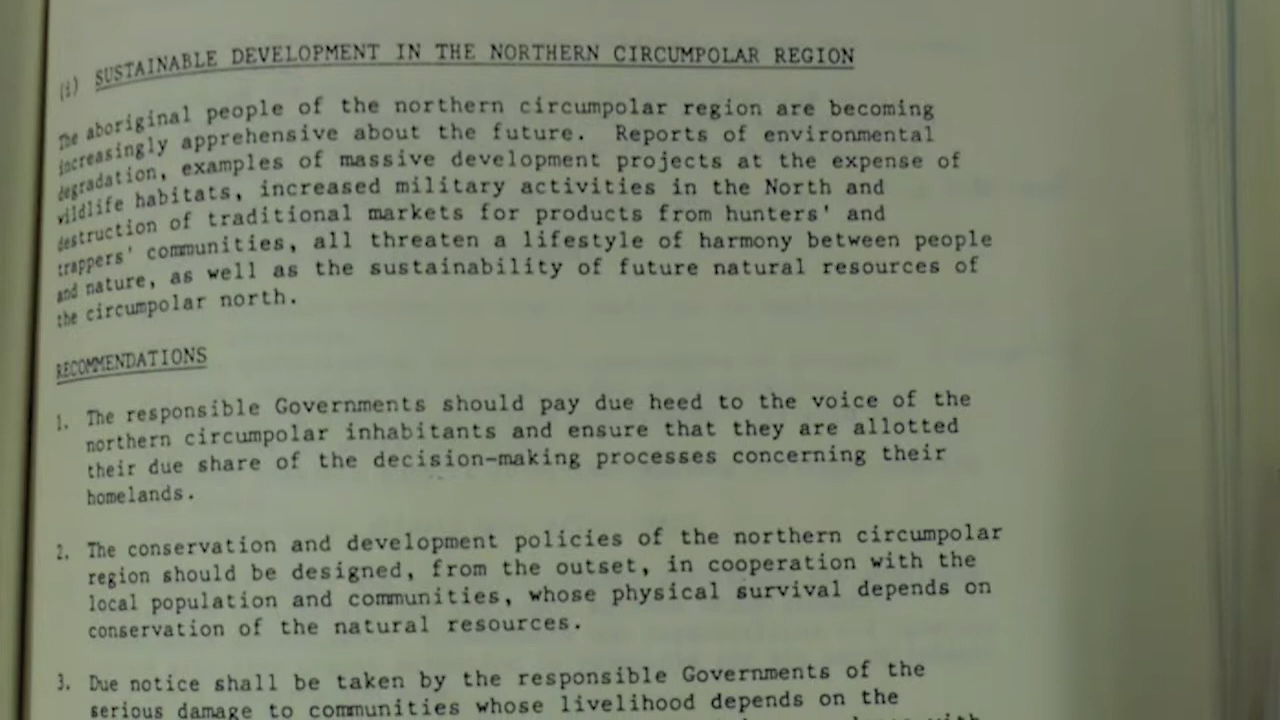 (i) SUSTAINABLE DEVELOPMENT IN THE NORTHERN CIRCUMPOLAR REGION
The aboriginal people of the northern circumpolar region are becoming
increasingly apprehensive about the future. Reports of environmental
degradation, examples of massive development projects at the expense of
wildlife habitats, increased military activities in the North and
destruction of traditional markets for products from hunters' and
trappers' communities, all threaten a lifestyle of harmony between people
and nature, as well as the sustainability of future natural resources of
the circumpolar north.
RECOMMENDATIONS
1. The responsible Governments should pay due heed to the voice of the
northern circumpolar inhabitants and ensure that they are allotted
their due share of the decision-making processes concerning their
homelands.
2. The conservation and development policies of the northern circumpolar
region should be designed, from the outset, in cooperation with the
local population and communities, whose physical survival depends on
conservation of the natural resources.
3. Due notice shall be taken by the responsible Governments of the
serious damage to communities whose livelihood depends on the
with